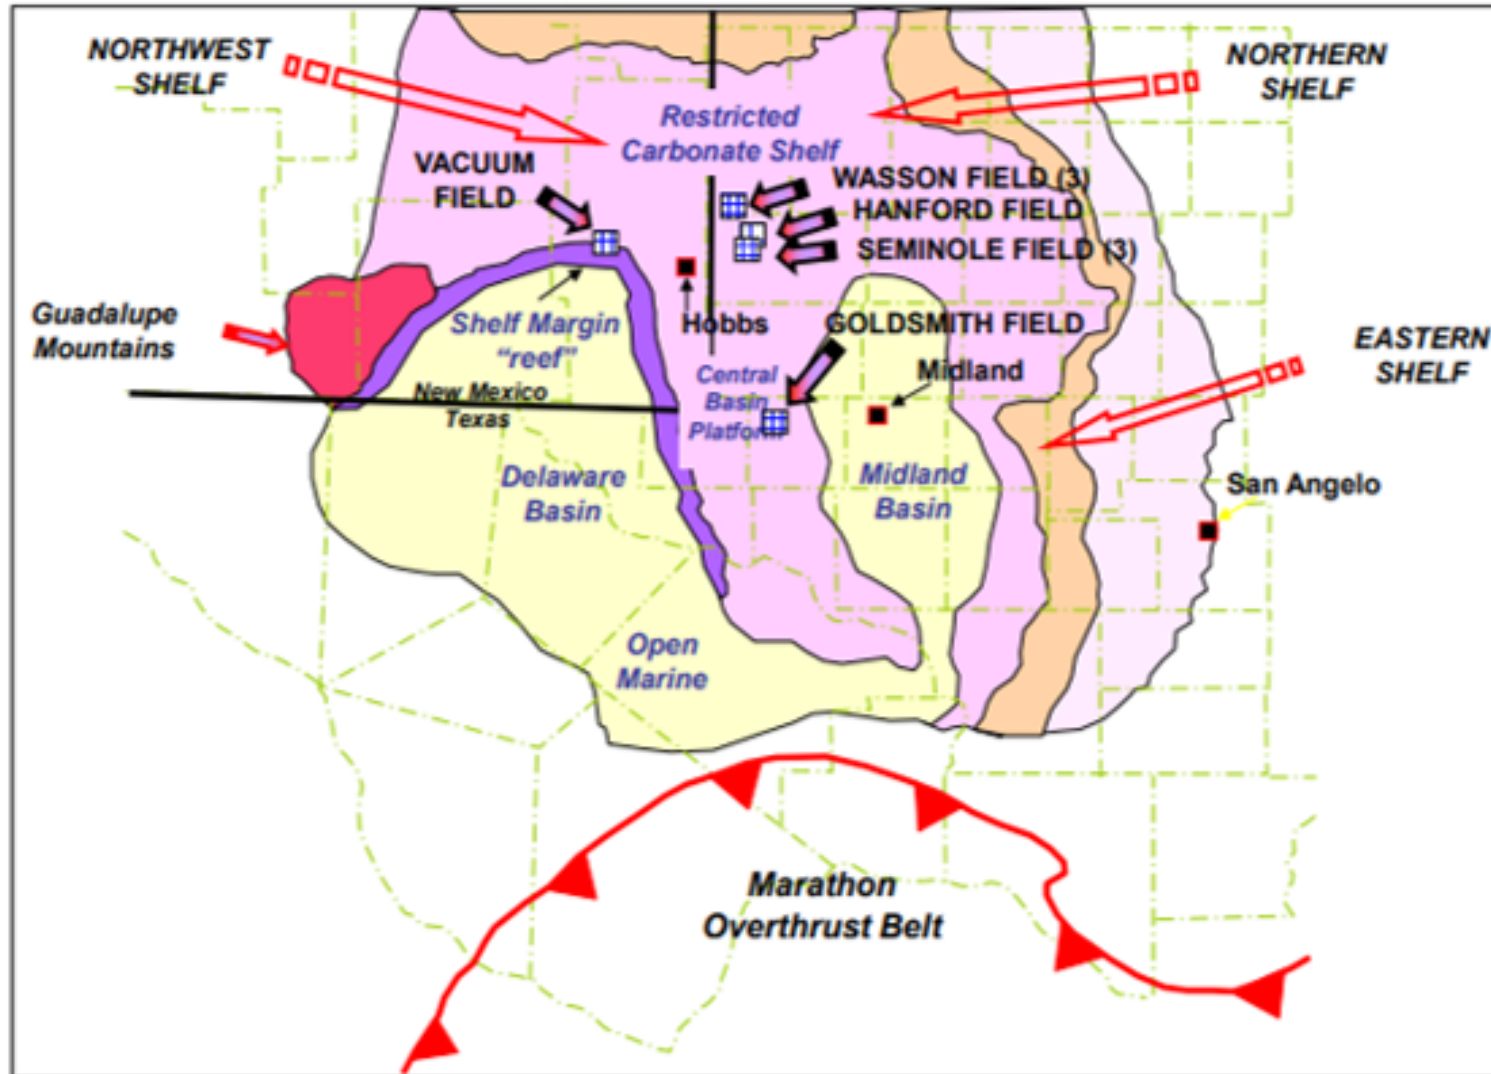 NORTHWEST
SHELF
NORTHERN
SHELF
Restricted
Carbonate Shelf
VACUUM
FIELD
WASSON FIELD (3)
HANFORD FIELD
SEMINOLE FIELD (3)
Guadalupe
Mountains
Shelf Margin
"reef"
Hobbs
GOLDSMITH FIELD
EASTERN
SHELF
Central
Basin
Platform
Midland
New Mexico
Texas
Delaware
Basin
Midland
Basin
San Angelo
Open
Marine
Marathon
Overthrust Belt